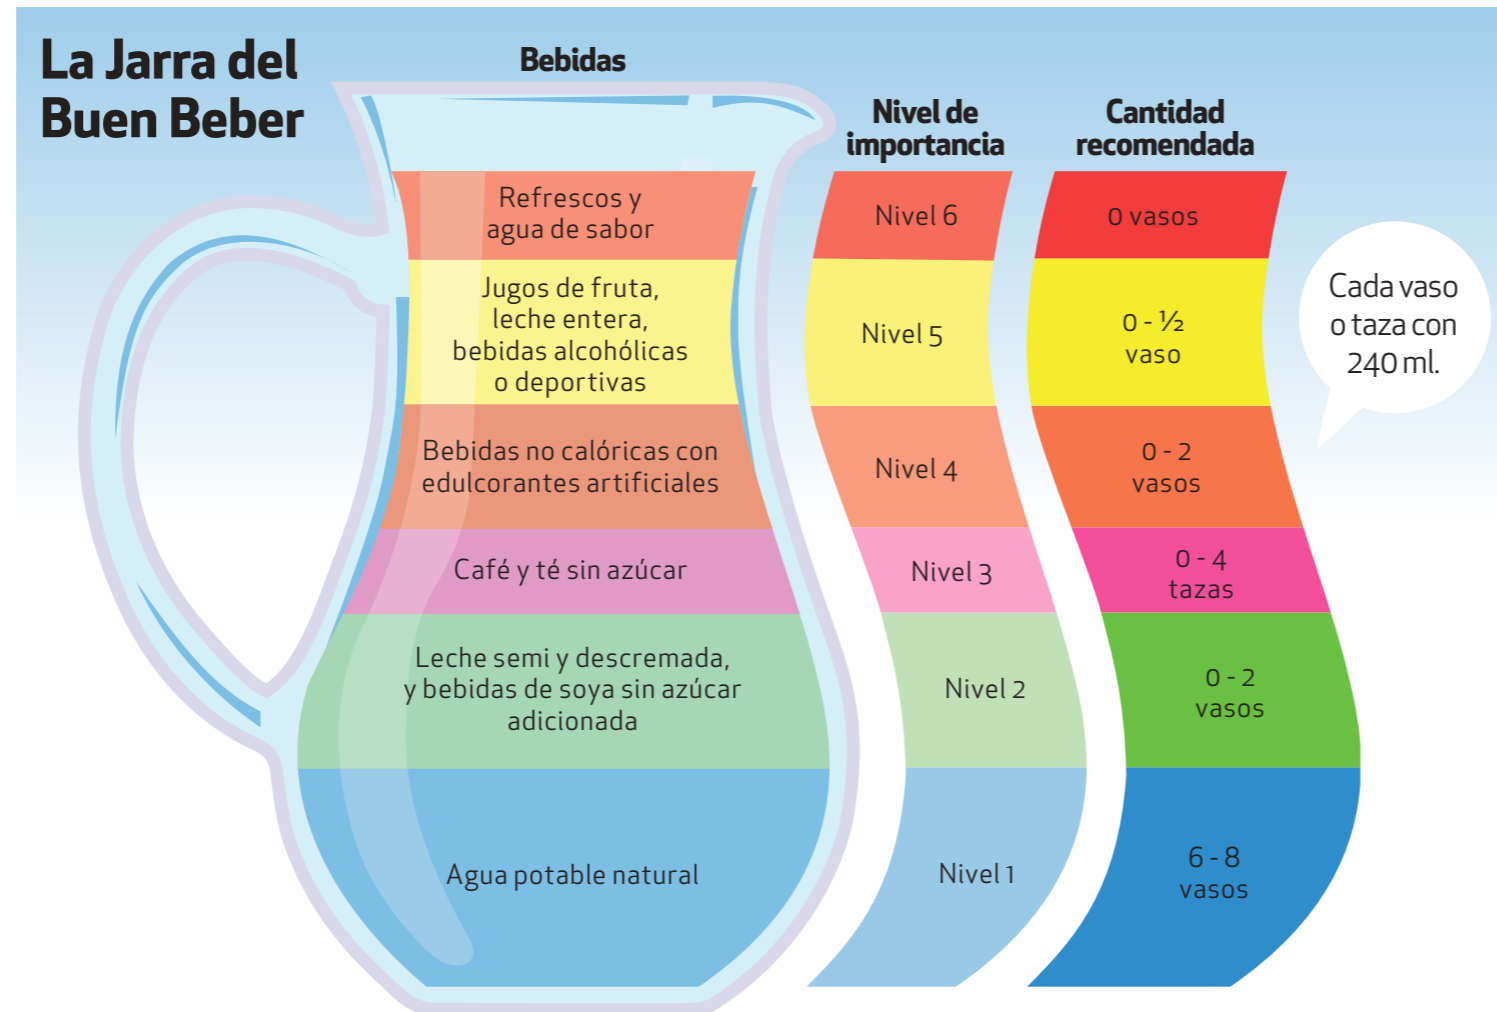 La Jarra del
Buen Beber
Bebidas
Nivel de
importancia
Cantidad
recomendada
Refrescos y
agua de sabor
Nivel 6
0 vasos
Jugos de fruta,
leche entera,
bebidas alcohólicas
o deportivas
Nivel 5
0 - ½
vaso
Cada vaso
o taza con
240 ml.
Bebidas no calóricas con
edulcorantes artificiales
Nivel 4
0 - 2
vasos
Café y té sin azúcar
Nivel 3
0 - 4
tazas
Leche semi y descremada,
y bebidas de soya sin azúcar
adicionada
Nivel 2
0 - 2
vasos
Agua potable natural
Nivel 1
6 - 8
vasos